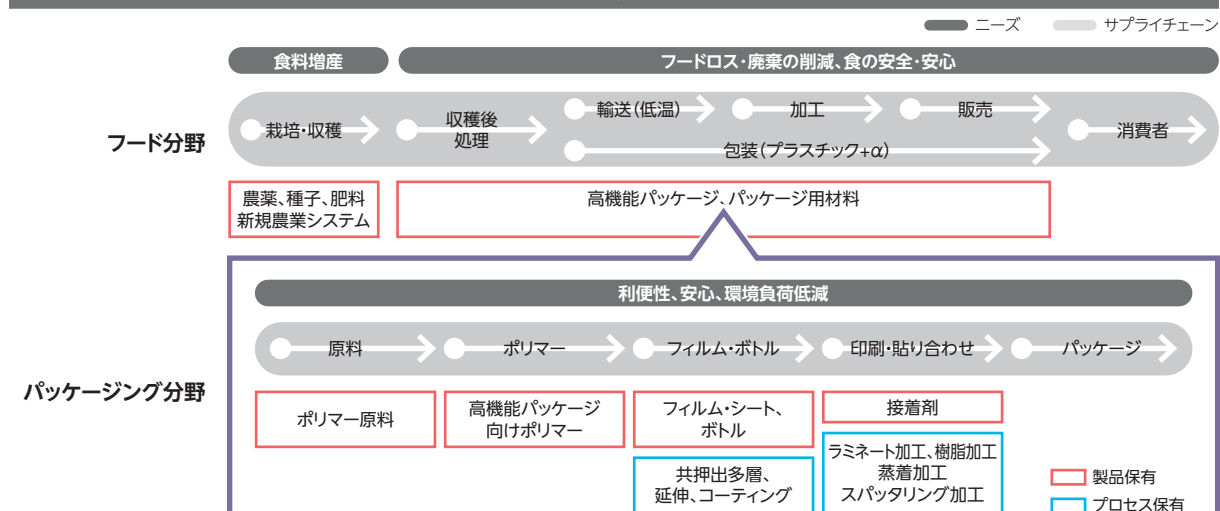 ニーズ
サプライチェーン
食料増産
フードロス・廃棄の削減、食の安全・安心
フード分野
栽培・収穫
収穫後
処理
輸送(低温)
加工
販売
包装(プラスチック+α)
消費者
農薬、種子、肥料
新規農業システム
高機能パッケージ、パッケージ用材料
利便性、安心、環境負荷低減
パッケージング分野
原料
ポリマー
フィルム・ボトル
印刷・貼り合わせ
パッケージ
ポリマー原料
高機能パッケージ
向けポリマー
フィルム・シート、
ボトル
接着剤
共押出多層、
延伸、コーティング
ラミネート加工、樹脂加工
蒸着加工
スパッタリング加工
製品保有
プロセス保有